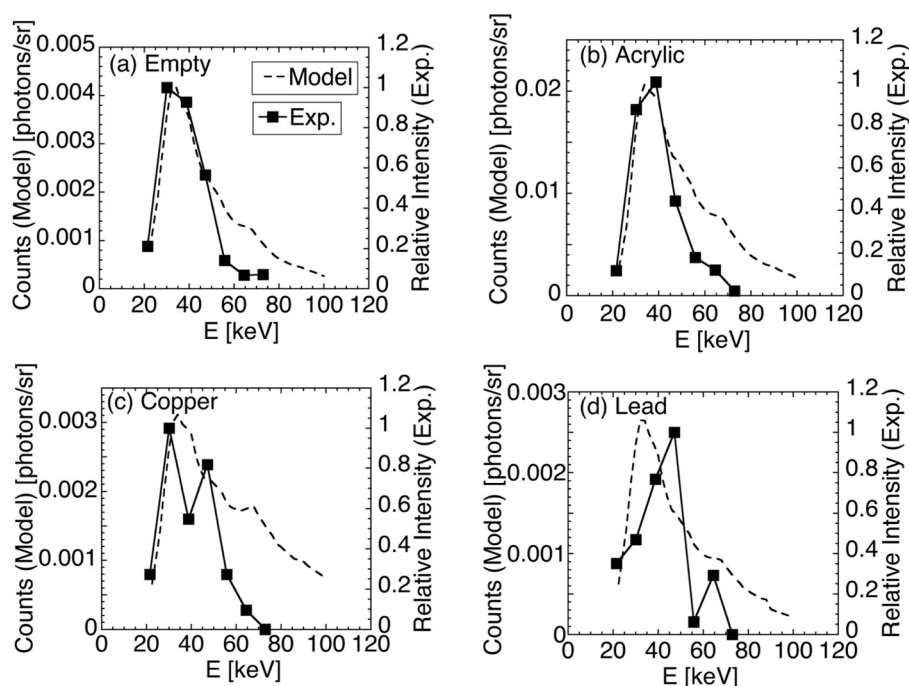 (a) Empty
Model
Exp.
Counts (Model) [photons/sr]
0.005
0.004
0.003
0.002
0.001
0
Relative Intensity (Exp.)
1.2
1
0.8
0.6
0.4
0.2
0
0 20 40 60 80 100 120
E [keV]
(b) Acrylic
Counts (Model) [photons/sr]
0.02
0.01
0
Relative Intensity (Exp.)
1.2
1
0.8
0.6
0.4
0.2
0
0 20 40 60 80 100 120
E [keV]
(c) Copper
Counts (Model) [photons/sr]
0.003
0.002
0.001
0
Relative Intensity (Exp.)
1.2
1
0.8
0.6
0.4
0.2
0
0 20 40 60 80 100 120
E [keV]
(d) Lead
Counts (Model) [photons/sr]
0.003
0.002
0.001
0
Relative Intensity (Exp.)
1.2
1
0.8
0.6
0.4
0.2
0
0 20 40 60 80 100 120
E [keV]